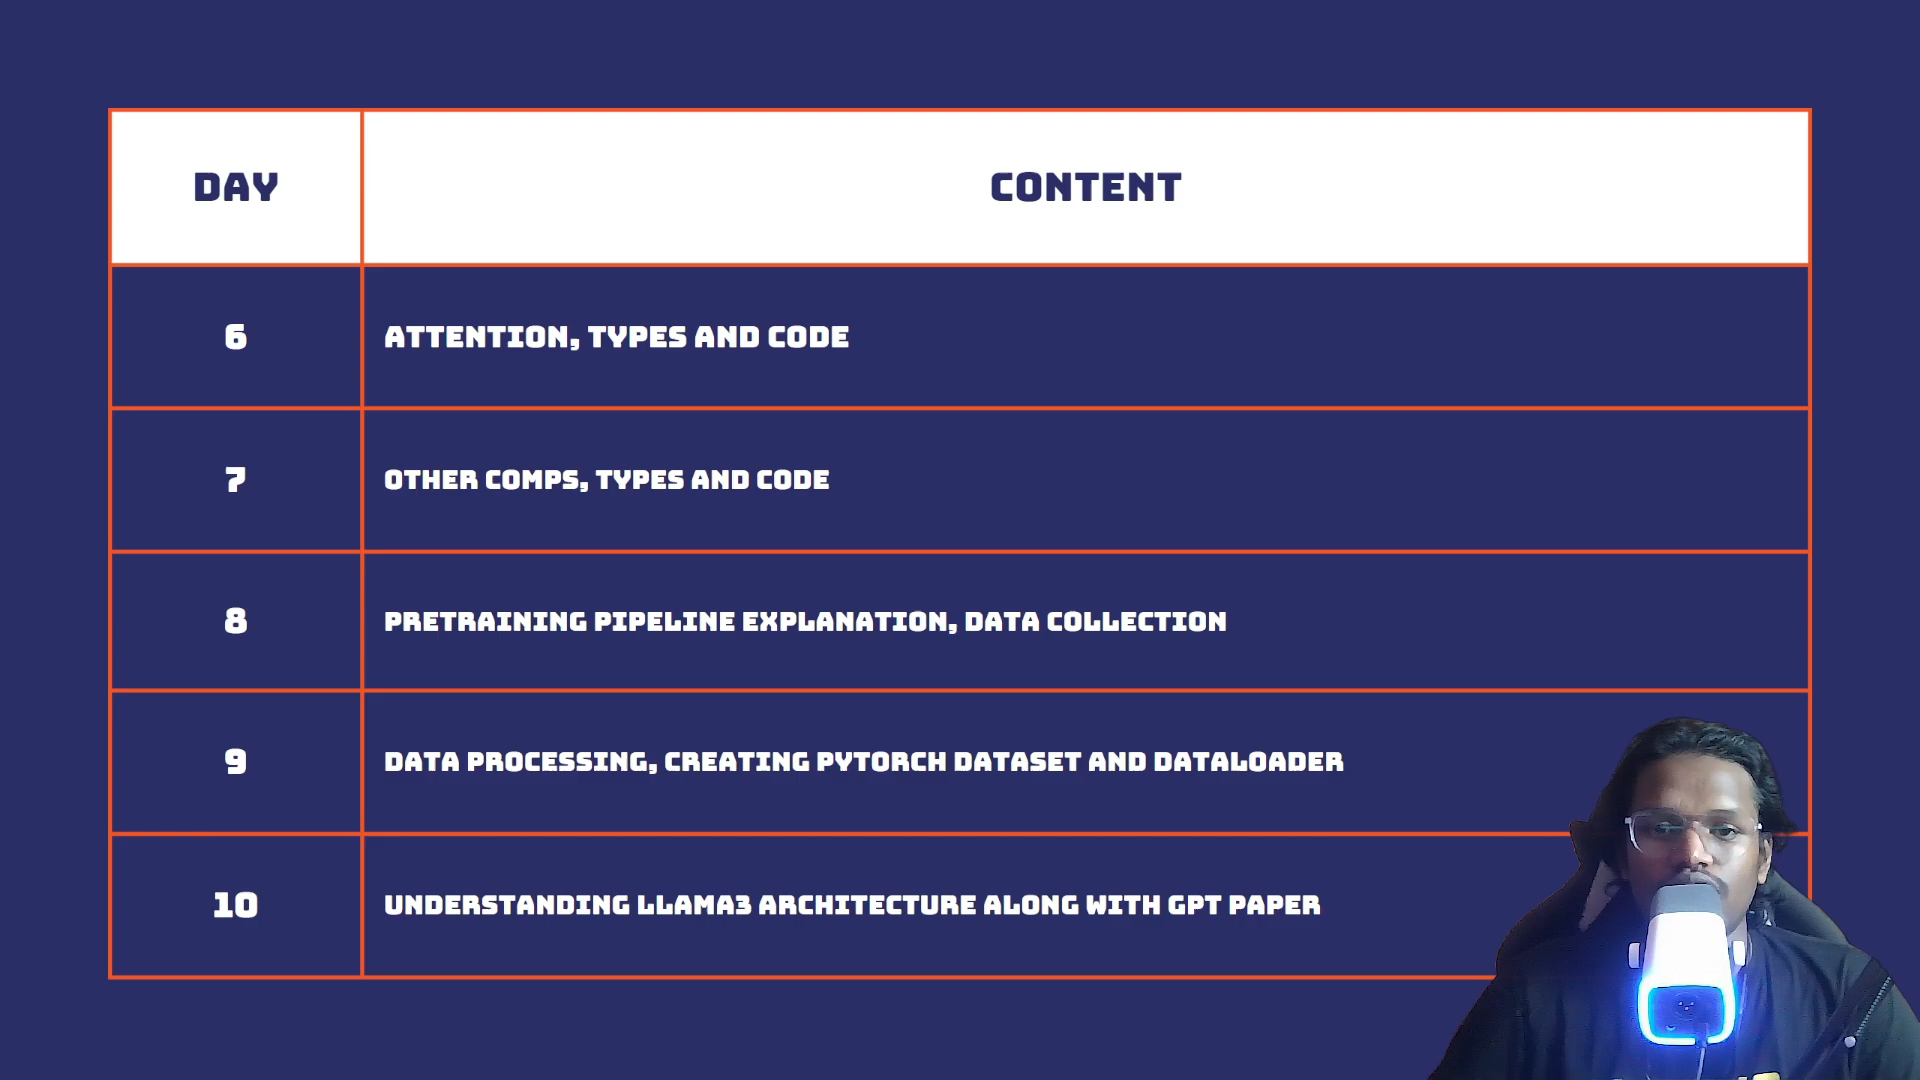 DAY
CONTENT
6
ATTENTION, TYPES AND CODE
7
OTHER COMPS, TYPES AND CODE
8
PRETRAINING PIPELINE EXPLANATION, DATA COLLECTION
9
DATA PROCESSING, CREATING PYTORCH DATASET AND DATALOADER
10
UNDERSTANDING LLAMA3 ARCHITECTURE ALONG WITH GPT PAPER